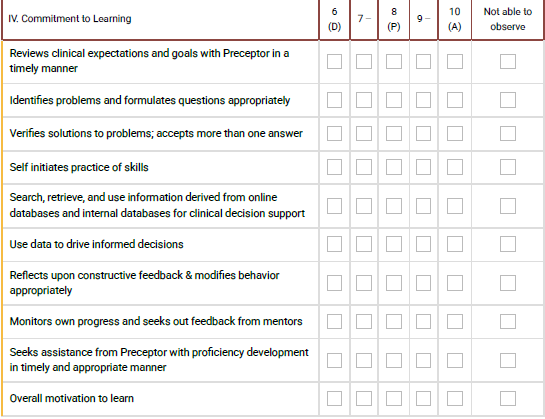 IV. Commitment to Learning 6 (D) 7 – 8 (P) 9 – 10 (A) Not able to observe
Reviews clinical expectations and goals with Preceptor in a
timely manner
Identifies problems and formulates questions appropriately
Verifies solutions to problems; accepts more than one answer
Self initiates practice of skills
Search, retrieve, and use information derived from online
databases and internal databases for clinical decision support
Use data to drive informed decisions
Reflects upon constructive feedback & modifies behavior
appropriately
Monitors own progress and seeks out feedback from mentors
Seeks assistance from Preceptor with proficiency development
in timely and appropriate manner
Overall motivation to learn